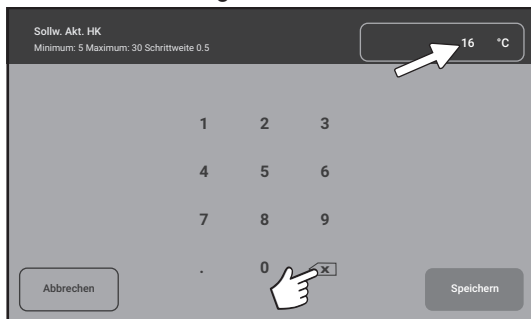 Sollw. Akt. HK
Minimum: 5 Maximum: 30 Schrittweite 0.5
16 °C
1 2 3
4 5 6
7 8 9
. 0 x
Abbrechen
Speichern